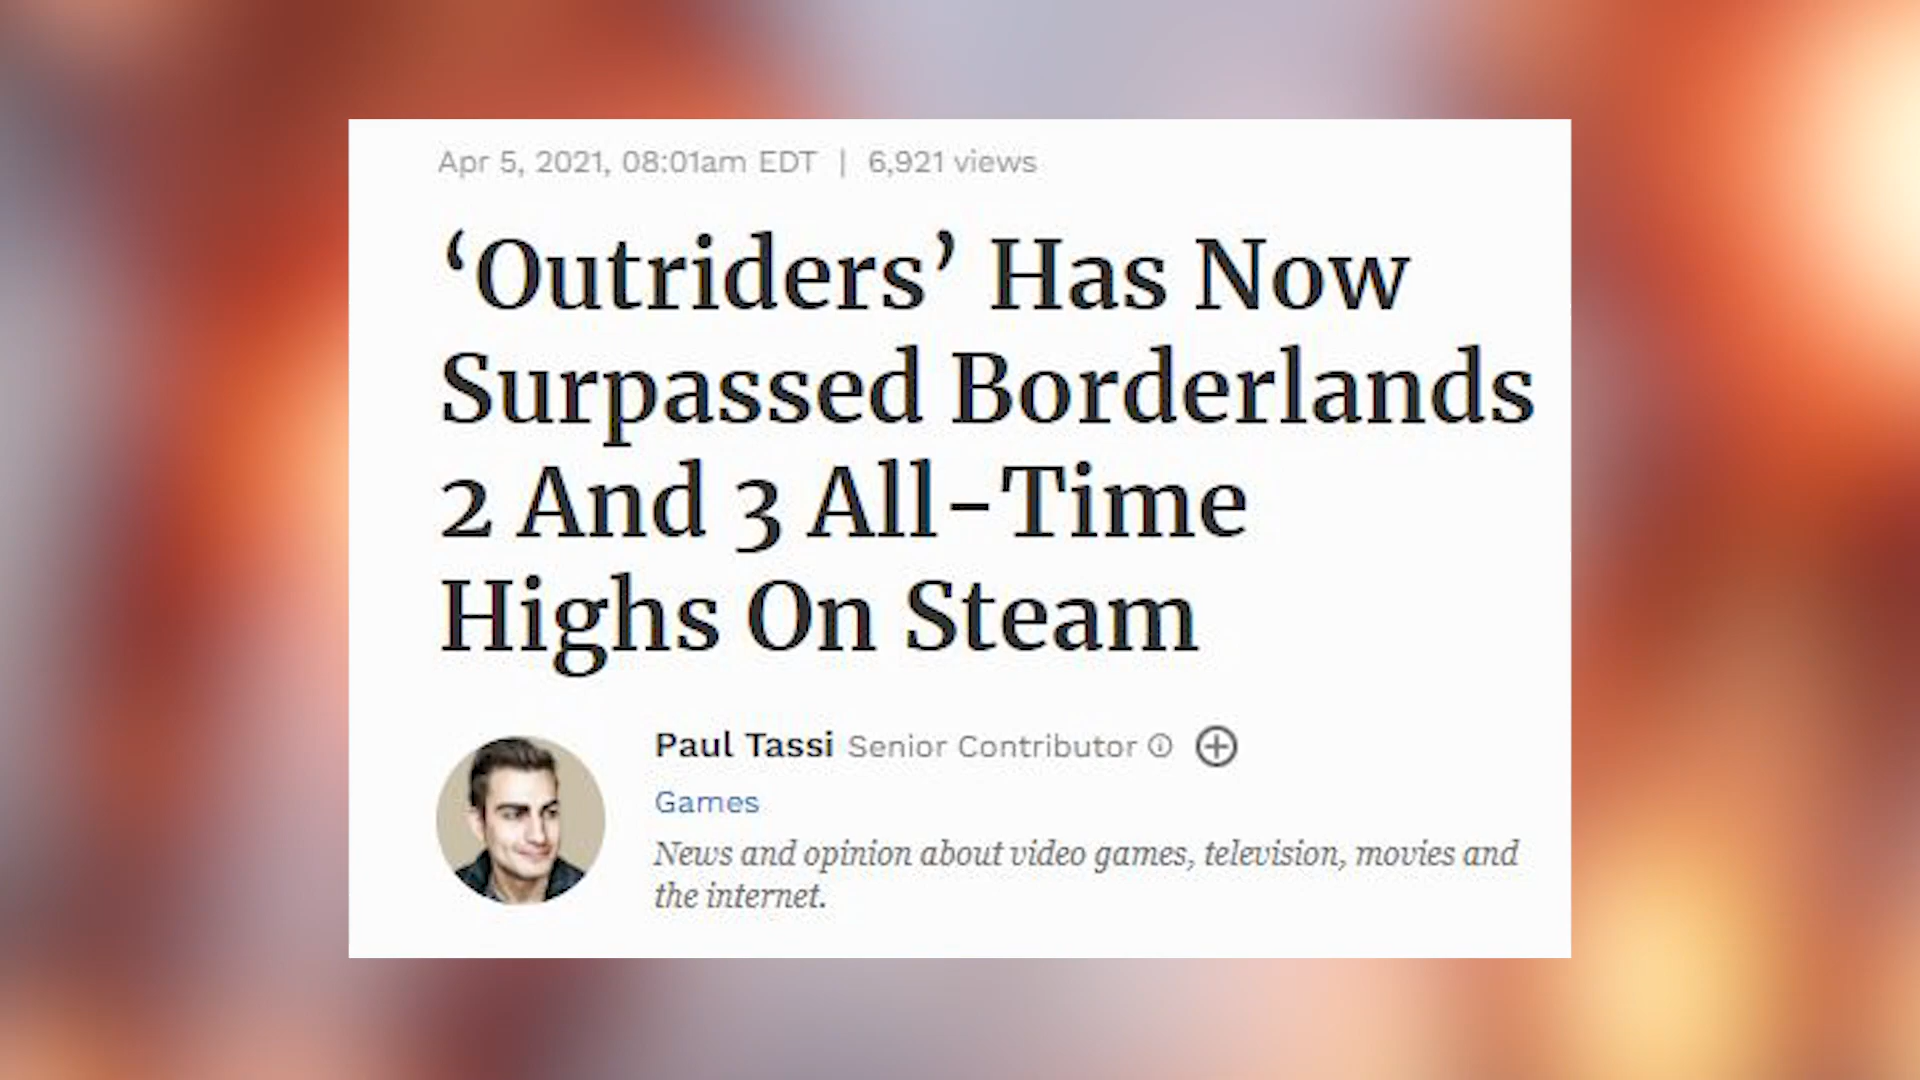 Apr 5, 2021, 08:01am EDT | 6,921 views
‘Outriders’ Has Now
Surpassed Borderlands
2 And 3 All-Time
Highs On Steam
Paul Tassi Senior Contributor
Games
News and opinion about video games, television, movies and
the internet.